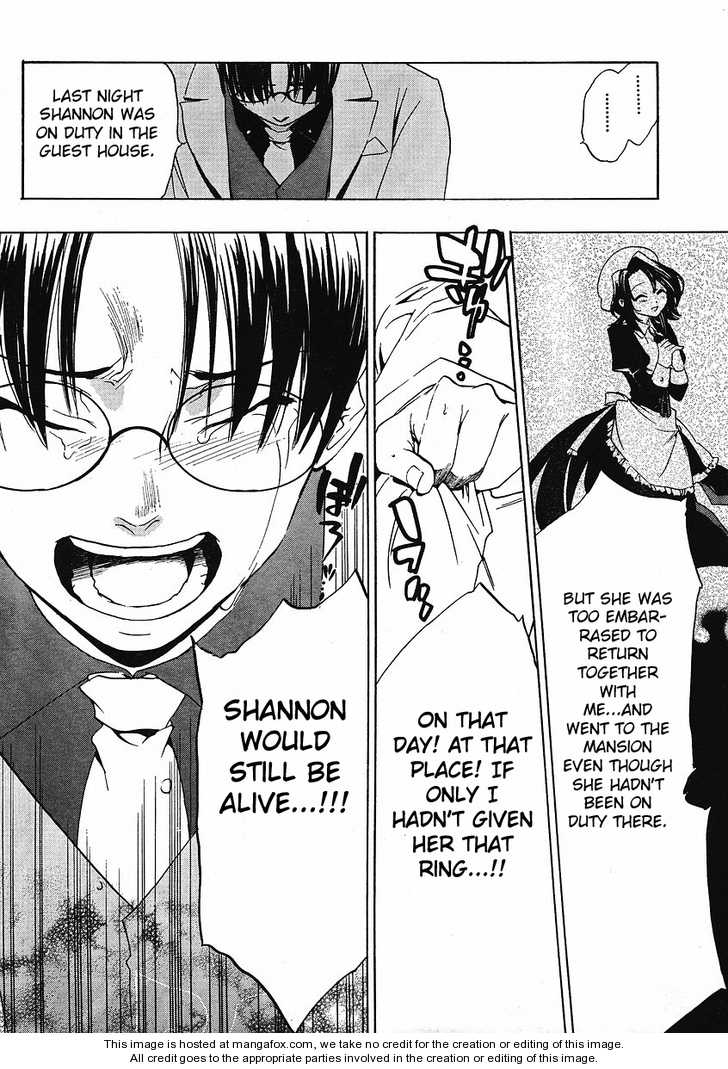 .........
.........
LAST NIGHT
SHANNON WAS
ON DUTY IN THE
GUEST HOUSE.
BUT SHE WAS
TOO EMBAR-
RASED TO
RETURN
TOGETHER
WITH
ME...AND
WENT TO THE
MANSION
EVEN THOUGH
SHE HADN'T
BEEN ON
DUTY THERE.
ON THAT
DAY! AT THAT
PLACE! IF
ONLY I
HADN'T GIVEN
HER THAT
RING...!!
SHANNON
WOULD
STILL BE
ALIVE...!!!
This image is hosted at mangafox.com, we take no credit for the creation or editing of this image.
All credit goes to the appropriate parties involved in the creation or editing of this image.